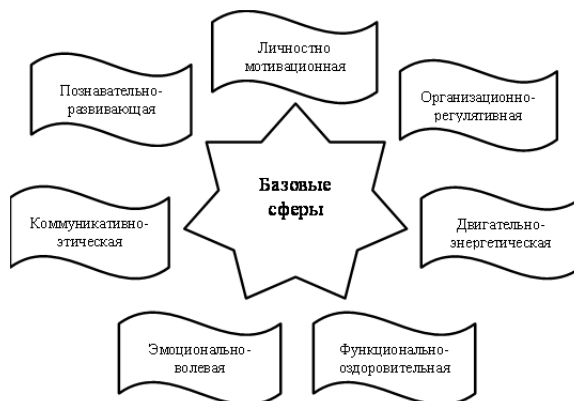 Личностно
мотивационная
Познавательно-
развивающая
Организационно-
регулятивная
Базовые
сферы
Коммуникативно-
этическая
Двигательно-
энергетическая
Эмоционально-
волевая
Функционально-
оздоровительная